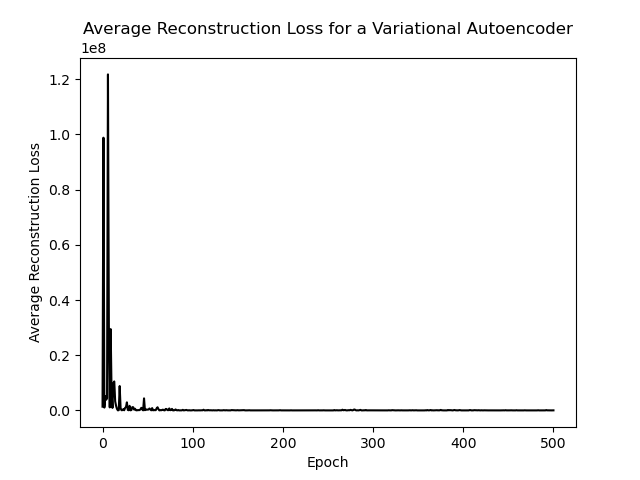 Average Reconstruction Loss for a Variational Autoencoder
1e8
1.2
1.0
0.8
0.6
0.4
0.2
0.0
Average Reconstruction Loss
0 100 200 300 400 500
Epoch